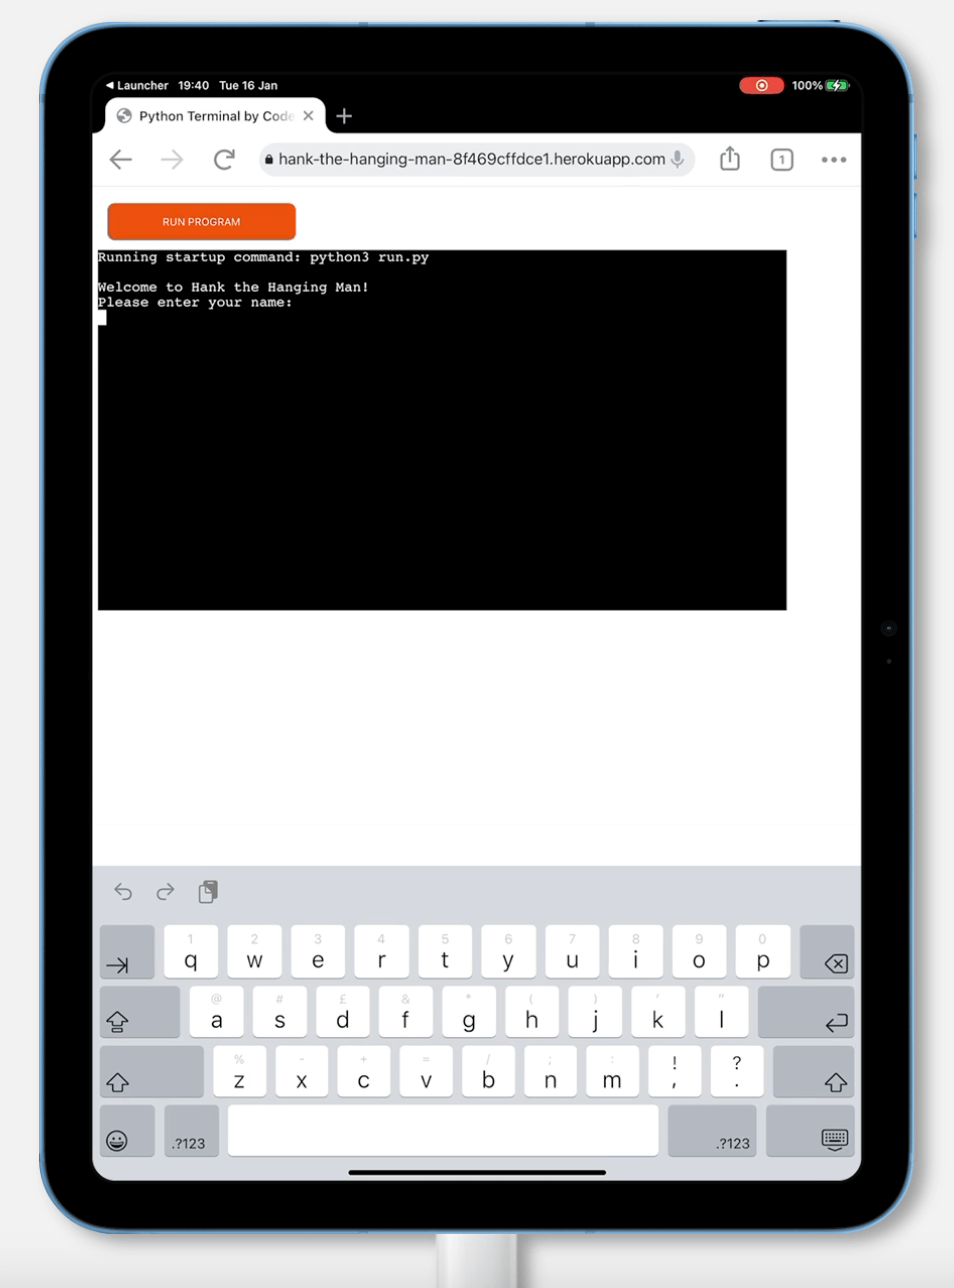 Launcher 19:40 Tue 16 Jan 100%
Python Terminal by Code
hank-the-hanging-man-8f469cffdce1.herokuapp.com 1 •••
RUN PROGRAM
Running startup command: python3 run.py
Welcome to Hank the Hanging Man!
Please enter your name:
1 2 3 4 5 6 7 8 9 0
q w e r t y u i o p
@ # £ & * ( ) ' "
a s d f g h j k l
% - + = / ; : ! ?
z x c v b n m , .
.?123 .?123